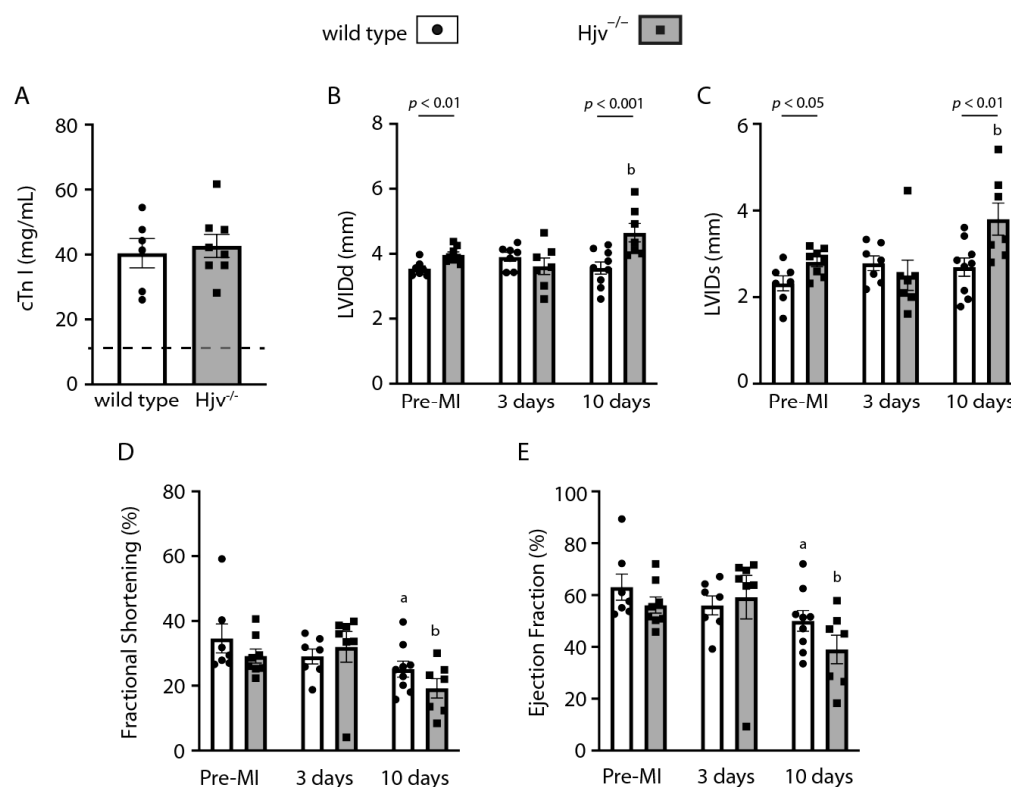 wild type Hjv–/–
A
cTn I (mg/mL)
80
60
40
20
0
wild type Hjv-/-
B
p < 0.01 p < 0.001
b
LVIDd (mm)
8
6
4
2
0
Pre-MI 3 days 10 days
C
p < 0.05 p < 0.01
b
LVIDs (mm)
6
4
2
0
Pre-MI 3 days 10 days
D
Fractional Shortening (%)
80
60
40
20
0
a
b
Pre-MI 3 days 10 days
E
Ejection Fraction (%)
100
80
60
40
20
0
a
b
Pre-MI 3 days 10 days